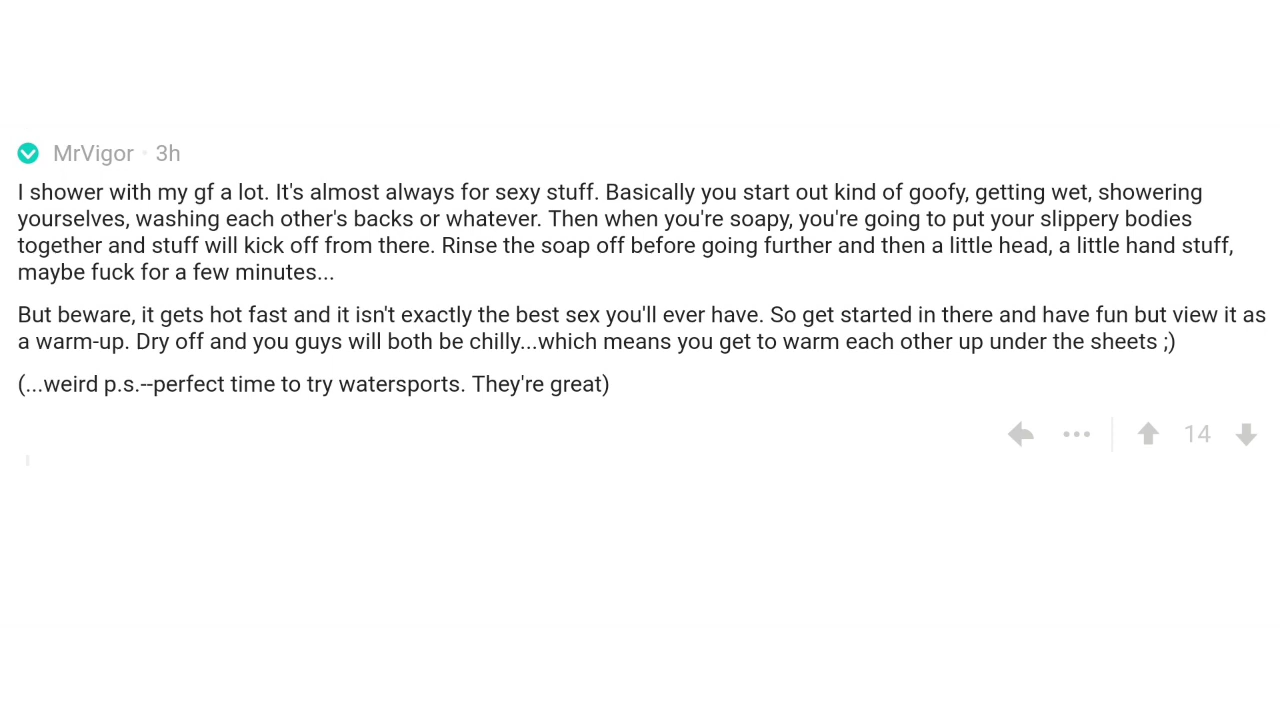 MrVigor · 3h
I shower with my gf a lot. It's almost always for sexy stuff. Basically you start out kind of goofy, getting wet, showering
yourselves, washing each other's backs or whatever. Then when you're soapy, you're going to put your slippery bodies
together and stuff will kick off from there. Rinse the soap off before going further and then a little head, a little hand stuff,
maybe fuck for a few minutes...
But beware, it gets hot fast and it isn't exactly the best sex you'll ever have. So get started in there and have fun but view it as
a warm-up. Dry off and you guys will both be chilly...which means you get to warm each other up under the sheets ;)
(...weird p.s.--perfect time to try watersports. They're great)
14